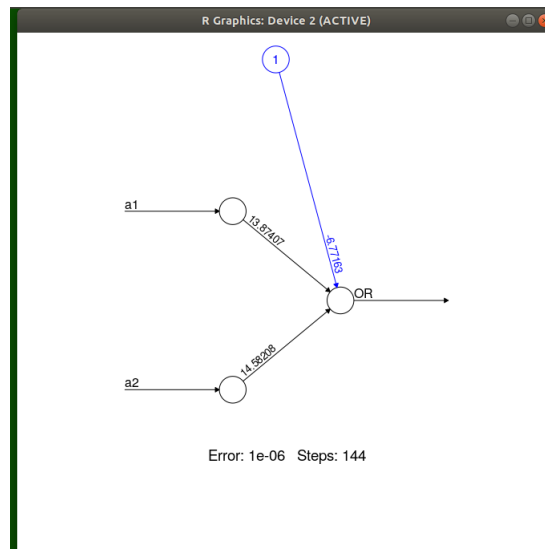 R Graphics: Device 2 (ACTIVE)
1
a1
13.87407
-6.77163
OR
14.58208
a2
Error: 1e-06 Steps: 144